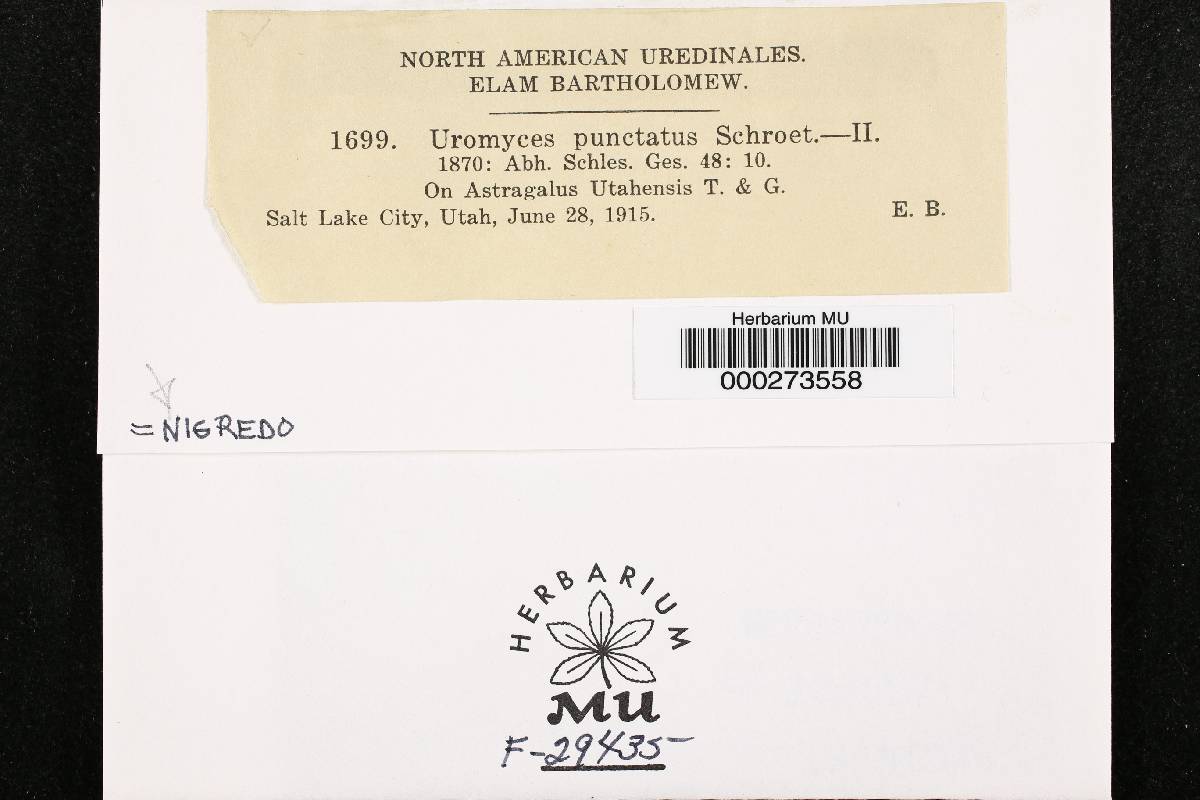 NORTH AMERICAN UREDINALES.
ELAM BARTHOLOMEW.
1699. Uromyces punctatus Schroet.—II.
1870: Abh. Schles. Ges. 48: 10.
On Astragalus Utahensis T. & G.
Salt Lake City, Utah, June 28, 1915. E. B.
Herbarium MU
000273558
= NIGREDO
HERBARIUM
MU
F-29435